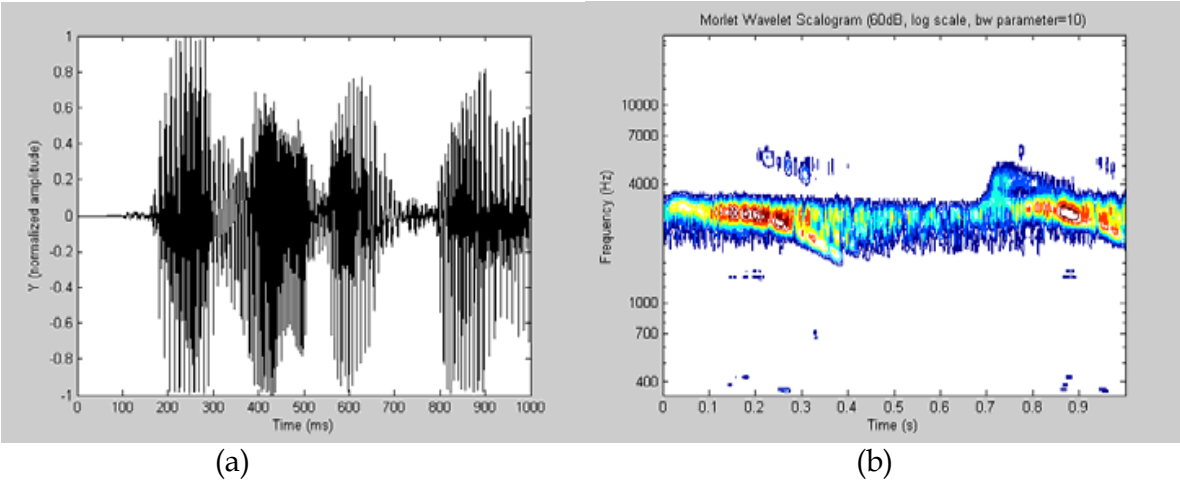 1
0.8
0.6
0.4
0.2
0
-0.2
-0.4
-0.6
-0.8
-1
Y (normalized amplitude)
0 100 200 300 400 500 600 700 800 900 1000
Time (ms)
(a)
Morlet Wavelet Scalogram (60dB, log scale, bw parameter=10)
10000
7000
4000
1000
700
400
Frequency (Hz)
0 0.1 0.2 0.3 0.4 0.5 0.6 0.7 0.8 0.9
Time (s)
(b)